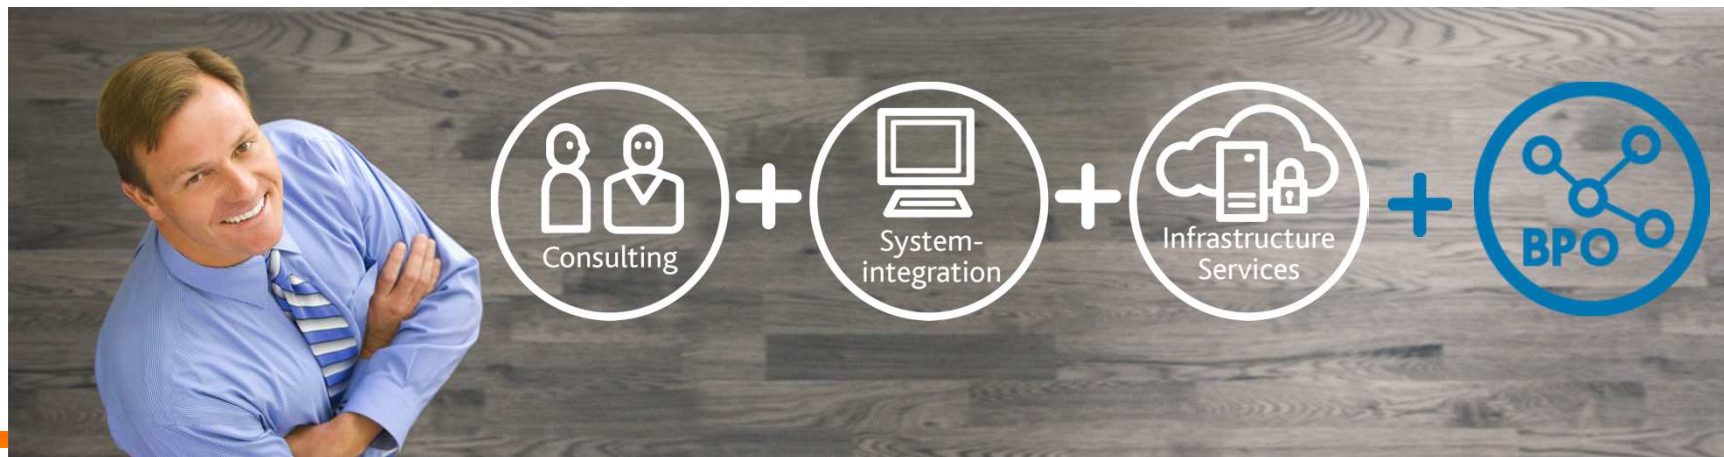 Consulting
System-
integration
Infrastructure
Services
BPO